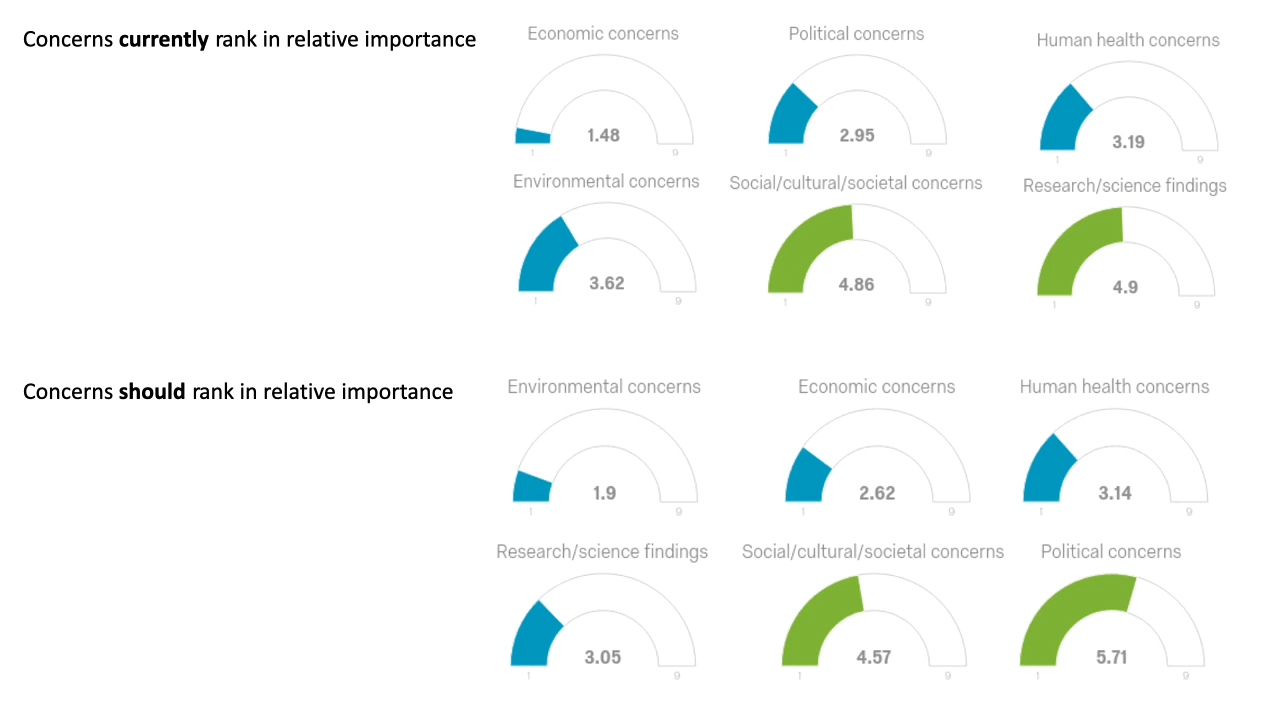 Concerns currently rank in relative importance
Economic concerns
Political concerns
Human health concerns
1.48
2.95
3.19
1
9
1
9
1
9
Environmental concerns
Social/cultural/societal concerns
Research/science findings
3.62
4.86
4.9
1
9
1
9
1
9
Concerns should rank in relative importance
Environmental concerns
Economic concerns
Human health concerns
1.9
2.62
3.14
1
9
1
9
1
9
Research/science findings
Social/cultural/societal concerns
Political concerns
3.05
4.57
5.71
1
9
1
9
1
9